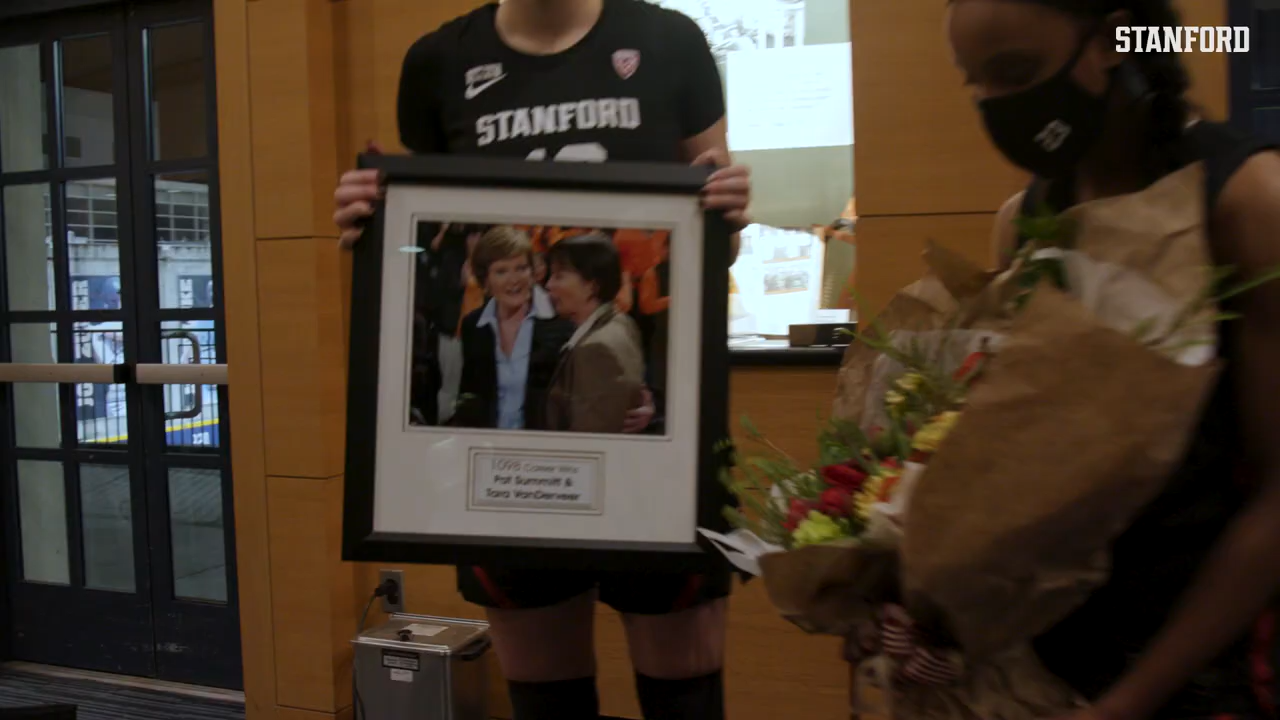 STANFORD
STANFORD
1098 Career Wins
Pat Summitt &
Tara VanDerveer